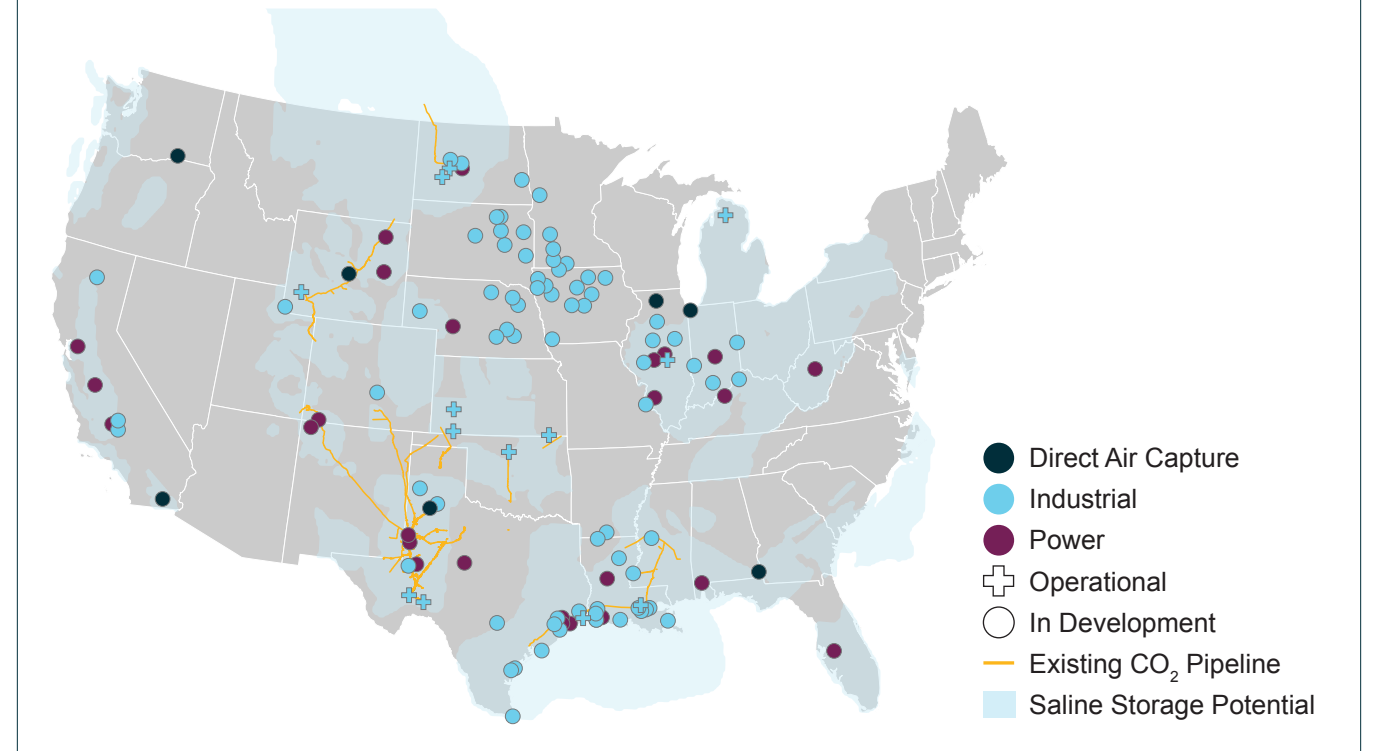 Direct Air Capture
Industrial
Power
Operational
In Development
Existing CO₂ Pipeline
Saline Storage Potential